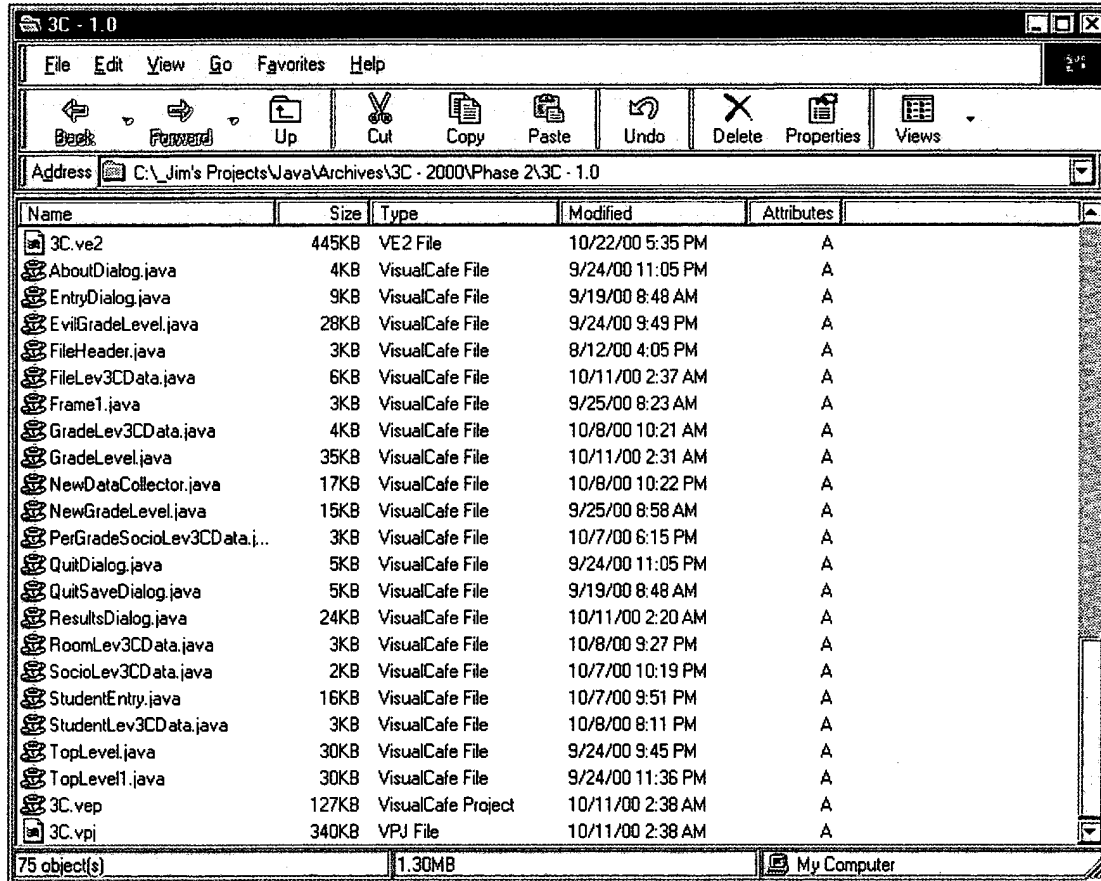 3C - 1.0
File Edit View Go Favorites Help
Back Forward Up Cut Copy Paste Undo Delete Properties Views
Address C:\_Jim's Projects\Java\Archives\3C - 2000\Phase 2\3C - 1.0
Name Size Type Modified Attributes
3C.ve2 445KB VE2 File 10/22/00 5:35 PM A
AboutDialog.java 4KB VisualCafe File 9/24/00 11:05 PM A
EntryDialog.java 9KB VisualCafe File 9/19/00 8:48 AM A
EvilGradeLevel.java 28KB VisualCafe File 9/24/00 9:49 PM A
FileHeader.java 3KB VisualCafe File 8/12/00 4:05 PM A
FileLev3CData.java 6KB VisualCafe File 10/11/00 2:37 AM A
Frame1.java 3KB VisualCafe File 9/25/00 8:23 AM A
GradeLev3CData.java 4KB VisualCafe File 10/8/00 10:21 AM A
GradeLevel.java 35KB VisualCafe File 10/11/00 2:31 AM A
NewDataCollector.java 17KB VisualCafe File 10/8/00 10:22 PM A
NewGradeLevel.java 15KB VisualCafe File 9/25/00 8:58 AM A
PerGradeSocioLev3CData.j... 3KB VisualCafe File 10/7/00 6:15 PM A
QuitDialog.java 5KB VisualCafe File 9/24/00 11:05 PM A
QuitSaveDialog.java 5KB VisualCafe File 9/19/00 8:48 AM A
ResultsDialog.java 24KB VisualCafe File 10/11/00 2:20 AM A
RoomLev3CData.java 3KB VisualCafe File 10/8/00 9:27 PM A
SocioLev3CData.java 2KB VisualCafe File 10/7/00 10:19 PM A
StudentEntry.java 16KB VisualCafe File 10/7/00 9:51 PM A
StudentLev3CData.java 3KB VisualCafe File 10/8/00 8:11 PM A
TopLevel.java 30KB VisualCafe File 9/24/00 9:45 PM A
TopLevel1.java 30KB VisualCafe File 9/24/00 11:36 PM A
3C.vep 127KB VisualCafe Project 10/11/00 2:38 AM A
3C.vpj 340KB VPJ File 10/11/00 2:38 AM A
75 object(s) 1.30MB My Computer